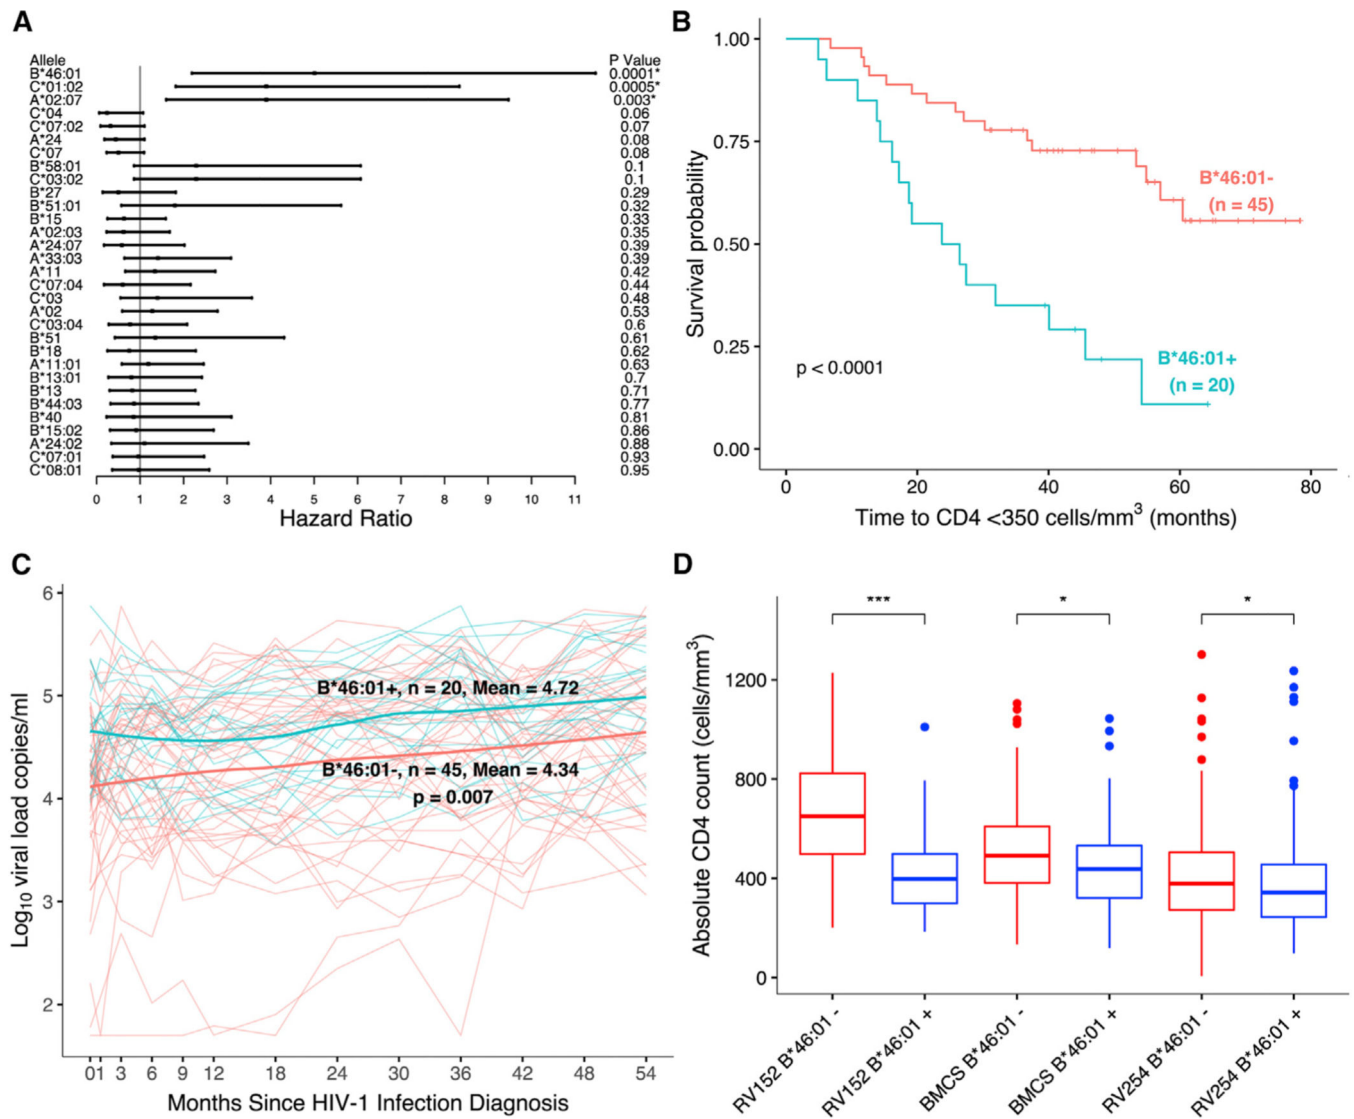 A
Allele P Value
B*46:01 0.0001*
C*01:02 0.0005*
A*02:07 0.003*
C*04 0.06
C*07:02 0.07
A*24 0.08
C*07 0.08
B*58:01 0.1
C*03:02 0.1
B*27 0.29
B*51:01 0.32
B*15 0.33
A*02:03 0.35
A*24:07 0.39
A*33:03 0.39
A*11 0.42
C*07:04 0.44
C*03 0.48
A*02 0.53
C*03:04 0.6
B*51 0.61
B*18 0.62
A*11:01 0.63
B*13:01 0.7
B*13 0.71
B*44:03 0.77
B*40 0.81
B*15:02 0.86
A*24:02 0.88
C*07:01 0.93
C*08:01 0.95
0 1 2 3 4 5 6 7 8 9 10 11
Hazard Ratio
B
Survival probability
1.00
0.75
0.50
0.25
0.00
B*46:01-
(n = 45)
B*46:01+
(n = 20)
p < 0.0001
0 20 40 60 80
Time to CD4 <350 cells/mm³ (months)
C
Log₁₀ viral load copies/ml
6
5
4
3
2
B*46:01+, n = 20, Mean = 4.72
B*46:01-, n = 45, Mean = 4.34
p = 0.007
0 1 3 6 9 12 18 24 30 36 42 48 54
Months Since HIV-1 Infection Diagnosis
D
Absolute CD4 count (cells/mm³)
*** * *
1200
800
400
0
RV152 B*46:01 -
RV152 B*46:01 +
BMCS B*46:01 -
BMCS B*46:01 +
RV254 B*46:01 -
RV254 B*46:01 +